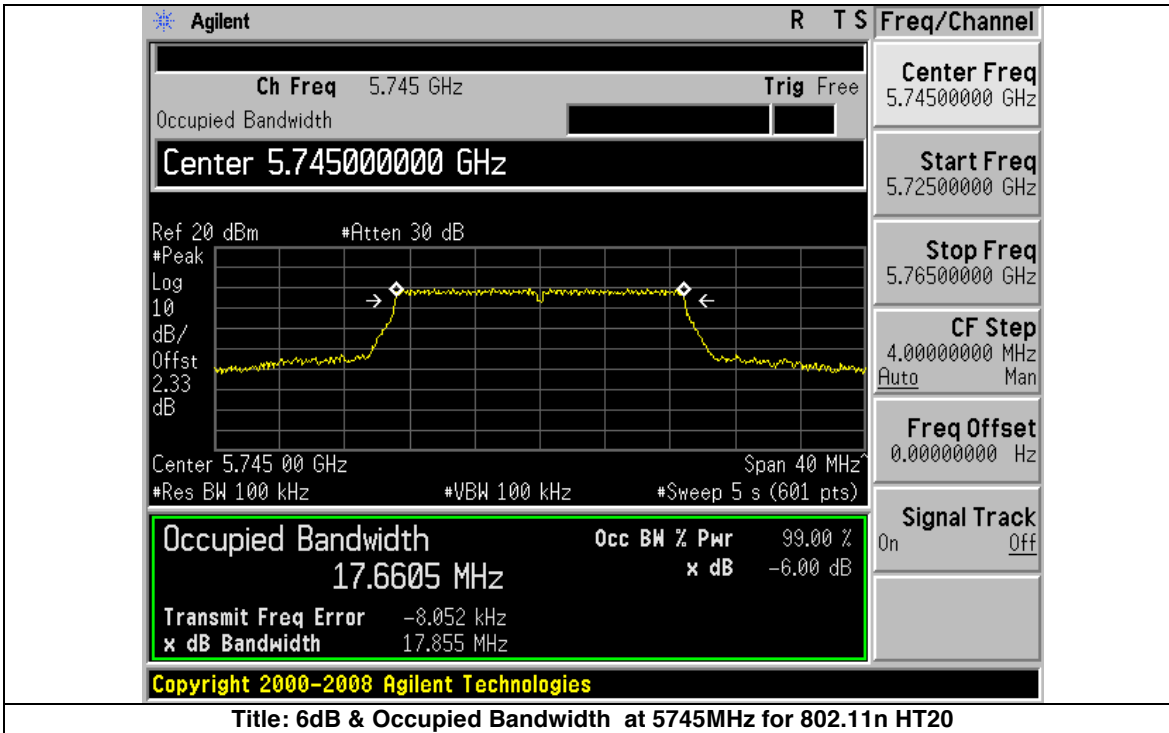 Agilent R T S Freq/Channel
Ch Freq 5.745 GHz Trig Free
Occupied Bandwidth
Center 5.745000000 GHz
Ref 20 dBm #Atten 30 dB
#Peak
Log
10
dB/
Offst
2.33
dB
Center 5.745 00 GHz Span 40 MHz^
#Res BW 100 kHz #VBW 100 kHz #Sweep 5 s (601 pts)
Occupied Bandwidth Occ BW % Pwr 99.00 %
17.6605 MHz x dB -6.00 dB
Transmit Freq Error -8.052 kHz
x dB Bandwidth 17.855 MHz
Center Freq
5.74500000 GHz
Start Freq
5.72500000 GHz
Stop Freq
5.76500000 GHz
CF Step
4.00000000 MHz
Auto Man
Freq Offset
0.00000000 Hz
Signal Track
On Off
Copyright 2000-2008 Agilent Technologies
Title: 6dB & Occupied Bandwidth at 5745MHz for 802.11n HT20